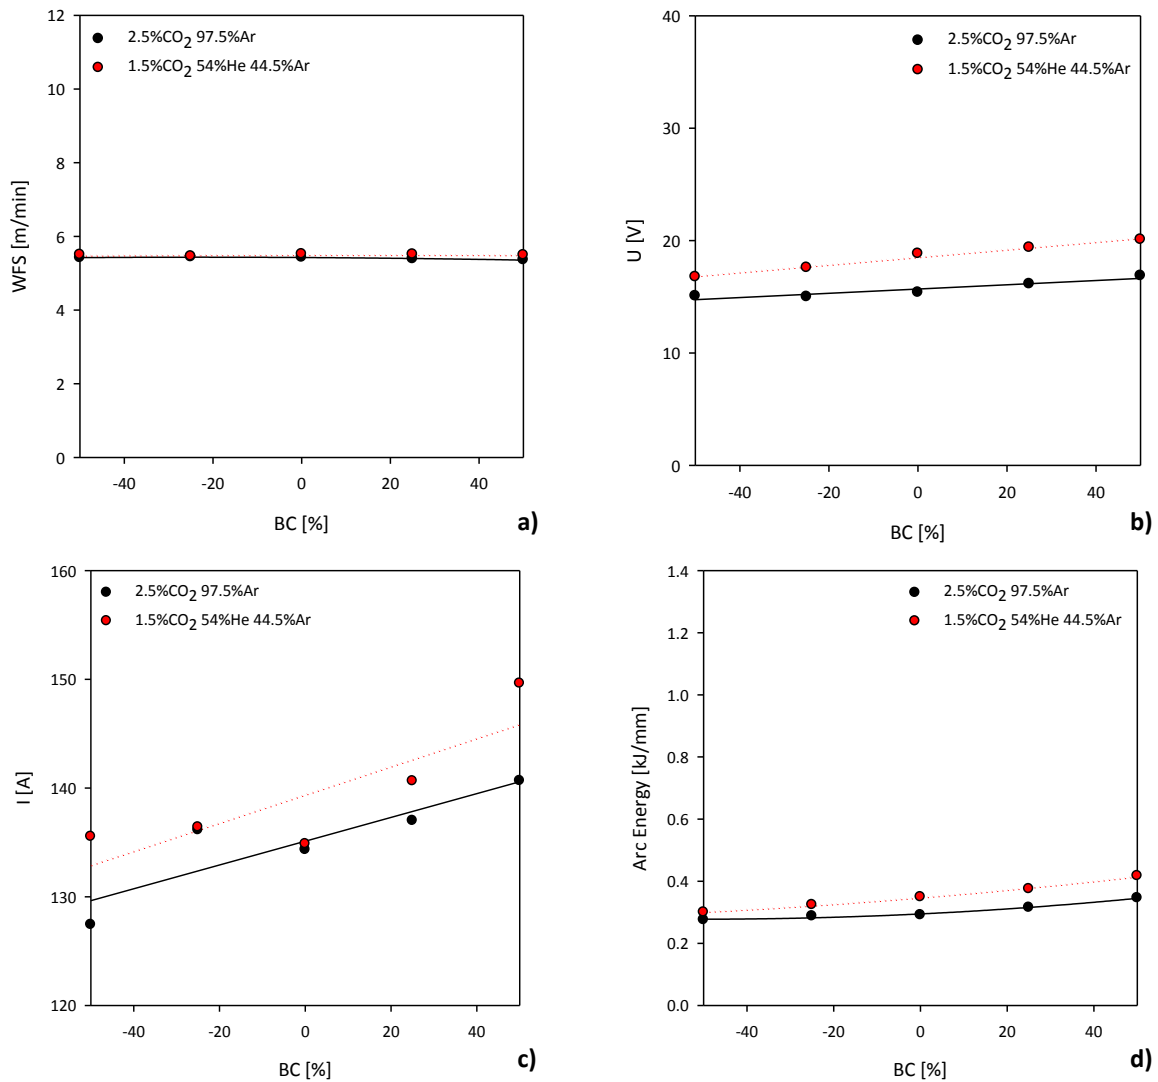 12
10
8
6
4
2
0
WFS [m/min]
2.5%CO2 97.5%Ar
1.5%CO2 54%He 44.5%Ar
-40 -20 0 20 40
BC [%]
a)
40
30
20
10
0
U [V]
2.5%CO2 97.5%Ar
1.5%CO2 54%He 44.5%Ar
-40 -20 0 20 40
BC [%]
b)
160
150
140
130
120
I [A]
2.5%CO2 97.5%Ar
1.5%CO2 54%He 44.5%Ar
-40 -20 0 20 40
BC [%]
c)
1.4
1.2
1.0
0.8
0.6
0.4
0.2
0.0
Arc Energy [kJ/mm]
2.5%CO2 97.5%Ar
1.5%CO2 54%He 44.5%Ar
-40 -20 0 20 40
BC [%]
d)